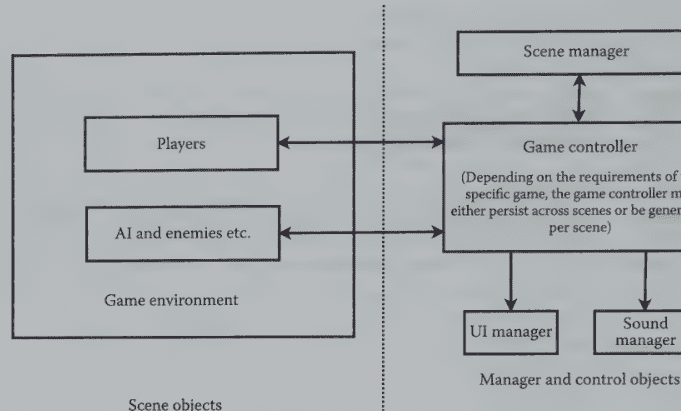 Scene manager
Players
Game controller
(Depending on the requirements of
specific game, the game controller
either persist across scenes or be
per scene)
AI and enemies etc.
Game environment
UI manager
Sound
manager
Manager and control objects
Scene objects